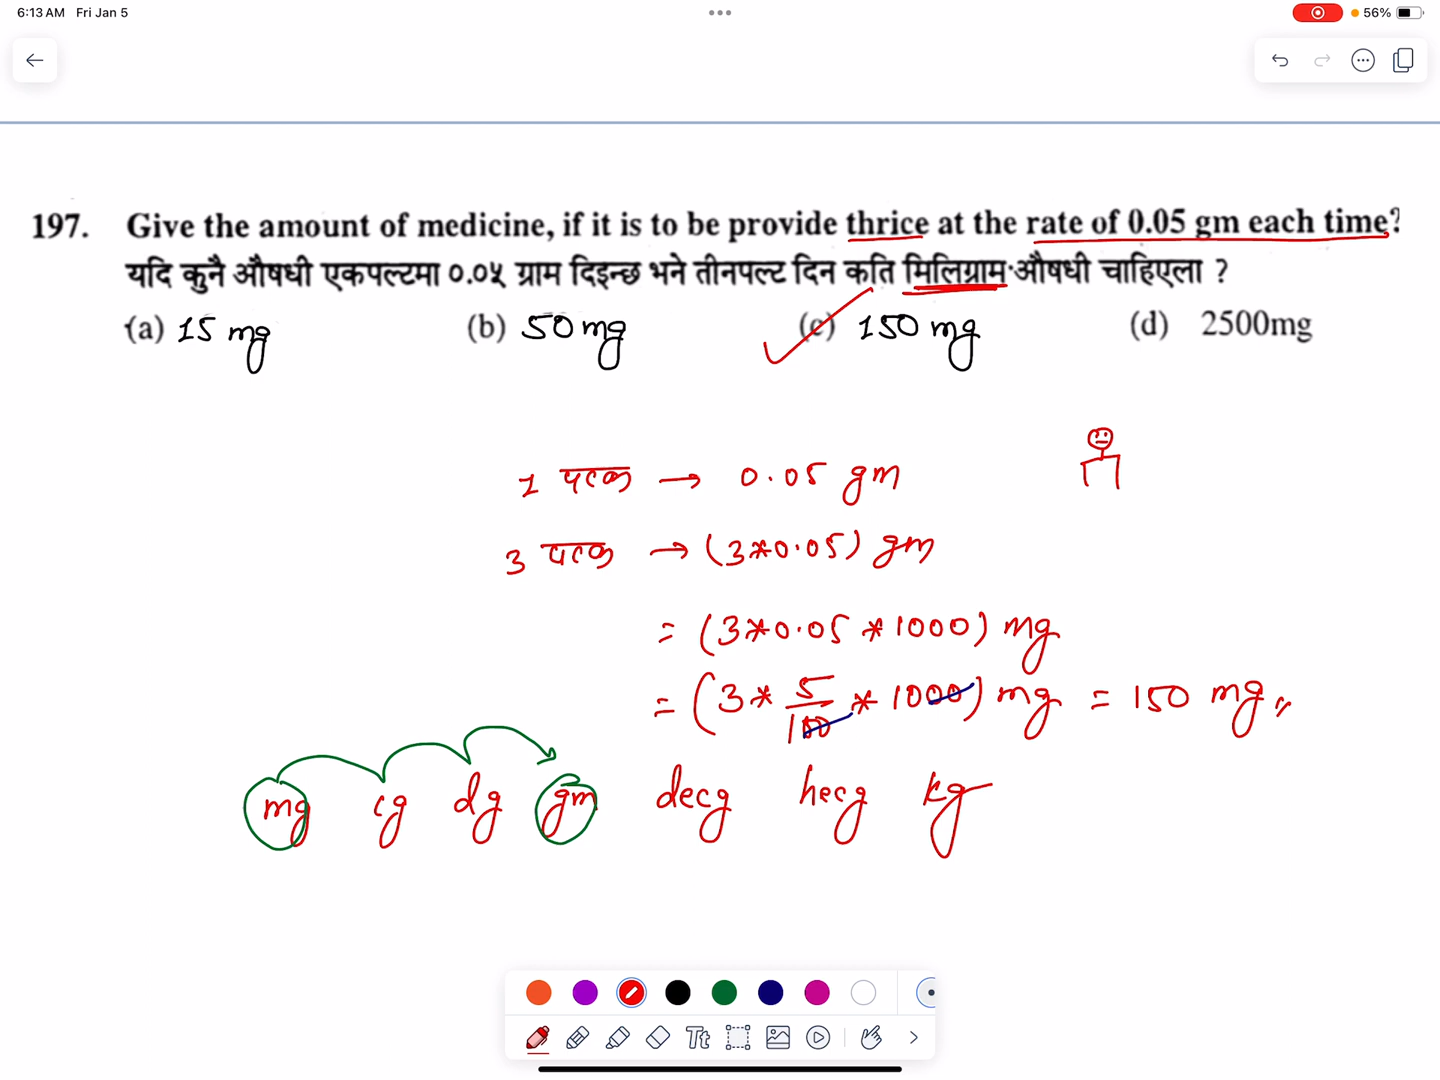 6:13 AM Fri Jan 5
56%
197. Give the amount of medicine, if it is to be provide thrice at the rate of 0.05 gm each time?
यदि कुनै औषधी एकपल्टमा ०.०५ ग्राम दिइन्छ भने तीनपल्ट दिन कति मिलिग्राम औषधी चाहिएला ?
(a) 15 mg (b) 50 mg (c) 150 mg (d) 2500mg
1 पटक → 0.05 gm
3 पटक → (3*0.05) gm
= (3*0.05 * 1000) mg
= (3 * 5/100 * 1000) mg = 150 mg
mg cg dg gm decg hecg kg
Tt